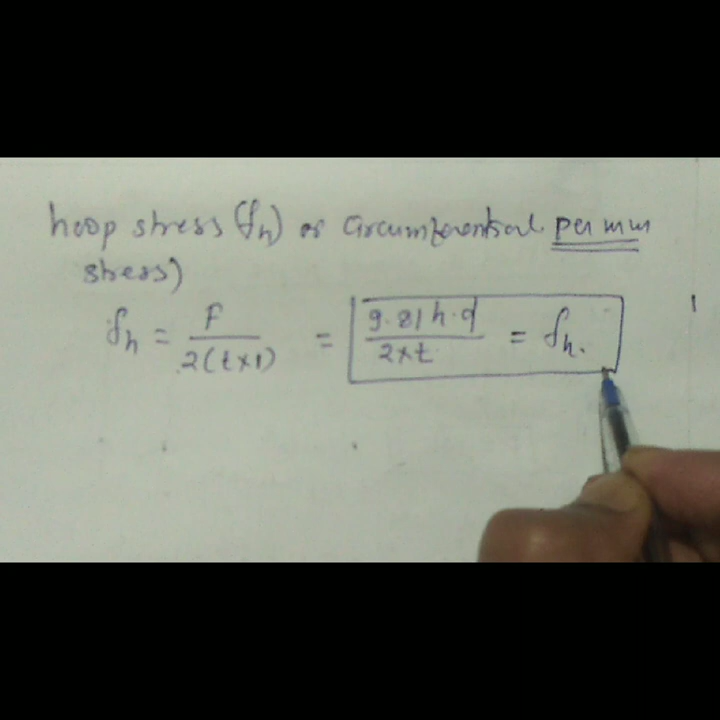 hoop stress (fh) or circumferential per mm
stress)
fh = F / 2(t×1) = 9.81 h.d / 2×t = fh.